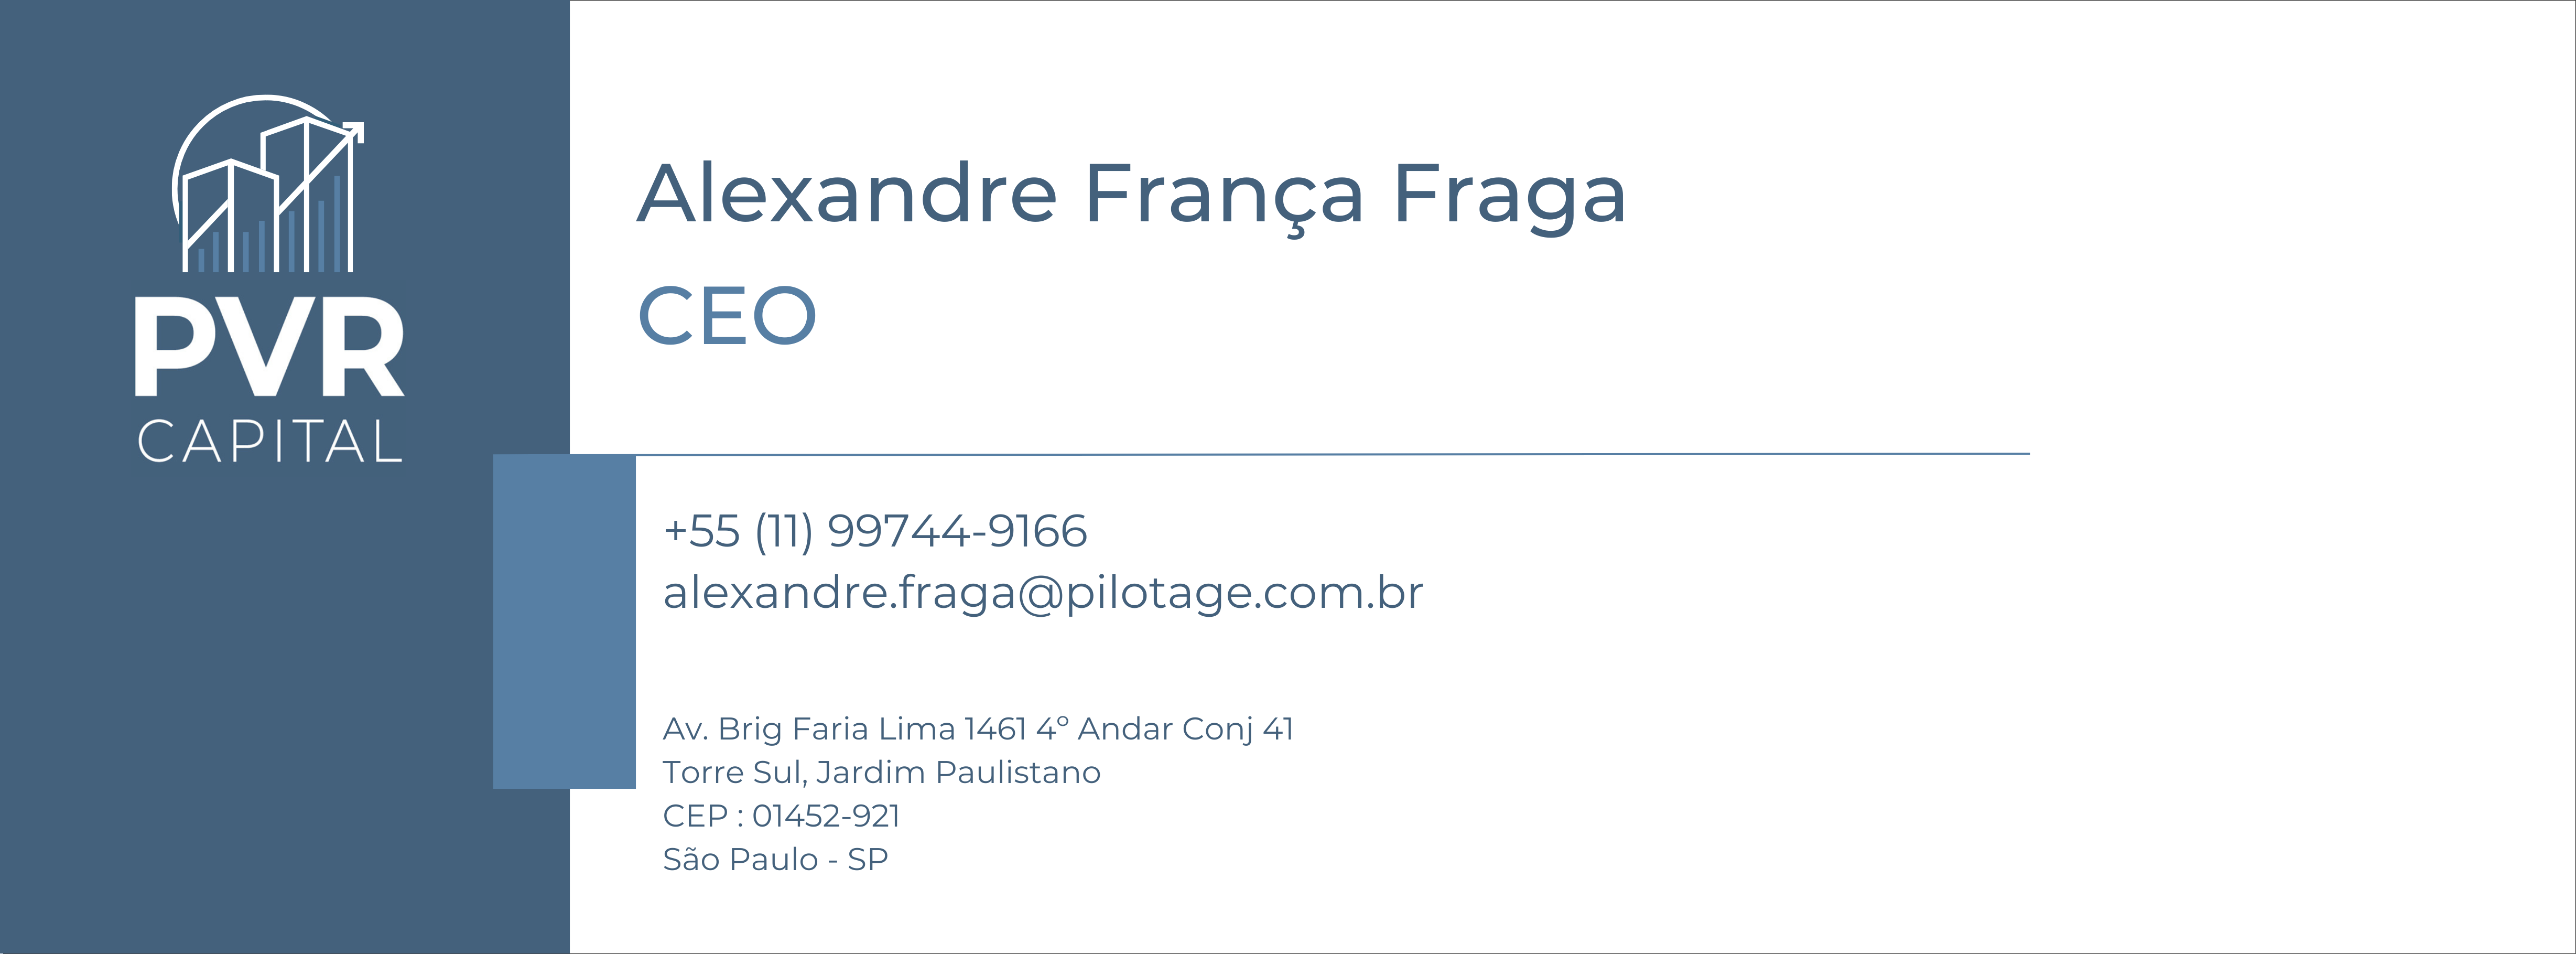 PVR
CAPITAL
Alexandre França Fraga
CEO
+55 (11) 99744-9166
alexandre.fraga@pilotage.com.br
Av. Brig Faria Lima 1461 4º Andar Conj 41
Torre Sul, Jardim Paulistano
CEP : 01452-921
São Paulo - SP